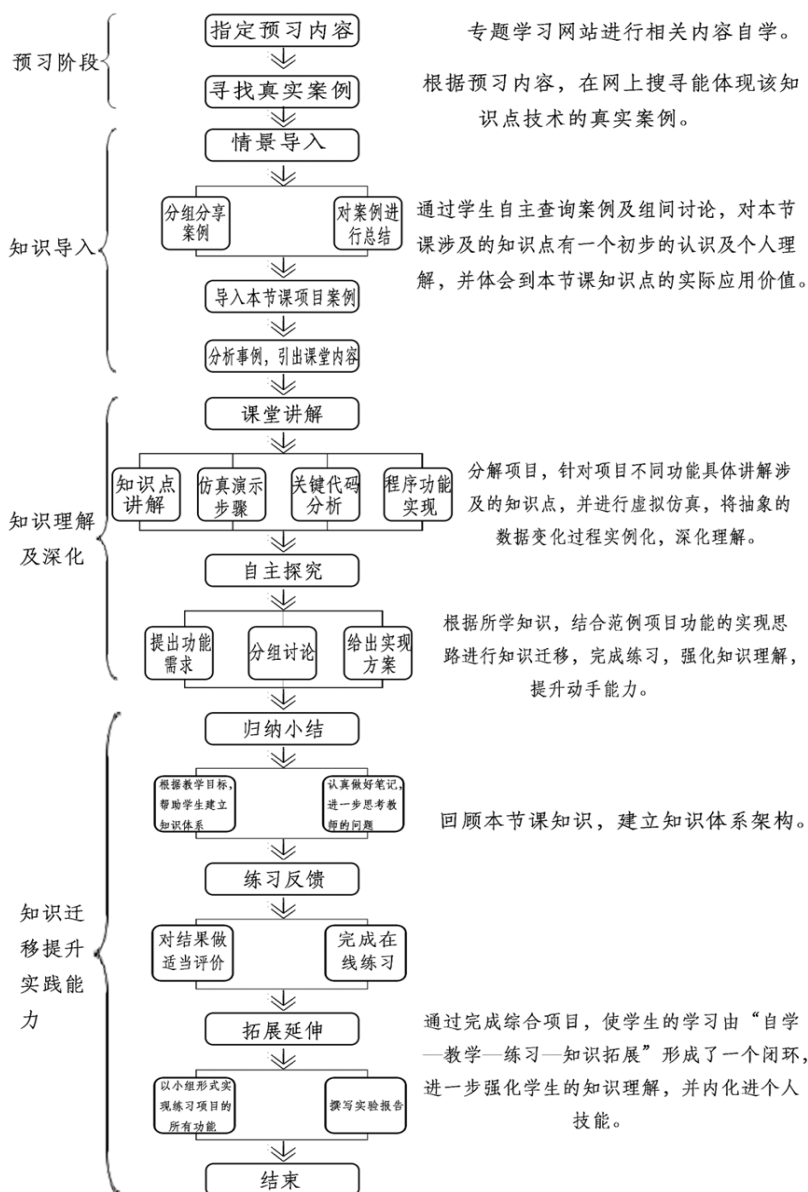 指定预习内容
专题学习网站进行相关内容自学。
预习阶段
寻找真实案例
根据预习内容，在网上搜寻能体现该知
识点技术的真实案例。
情景导入
分组分享
案例
对案例进
行总结
通过学生自主查询案例及组间讨论，对本节
课涉及的知识点有一个初步的认识及个人理
解，并体会到本节课知识点的实际应用价值。
知识导入
导入本节课项目案例
分析事例，引出课堂内容
课堂讲解
知识点
讲解
仿真演示
步骤
关键代码
分析
程序功能
实现
分解项目，针对项目不同功能具体讲解涉
及的知识点，并进行虚拟仿真，将抽象的
数据变化过程实例化，深化理解。
知识理解
及深化
自主探究
提出功能
需求
分组讨论
给出实现
方案
根据所学知识，结合范例项目功能的实现思
路进行知识迁移，完成练习，强化知识理解，
提升动手能力。
归纳小结
根据教学目标，
帮助学生建立
知识体系
认真做好笔记，
进一步思考教
师的问题
回顾本节课知识，建立知识体系架构。
练习反馈
知识迁
移提升
实践能
力
对结果做
适当评价
完成在
线练习
拓展延伸
以小组形式实
现练习项目的
所有功能
撰写实验报告
通过完成综合项目，使学生的学习由“自学
—教学—练习—知识拓展”形成了一个闭环，
进一步强化学生的知识理解，并内化进个人
技能。
结束